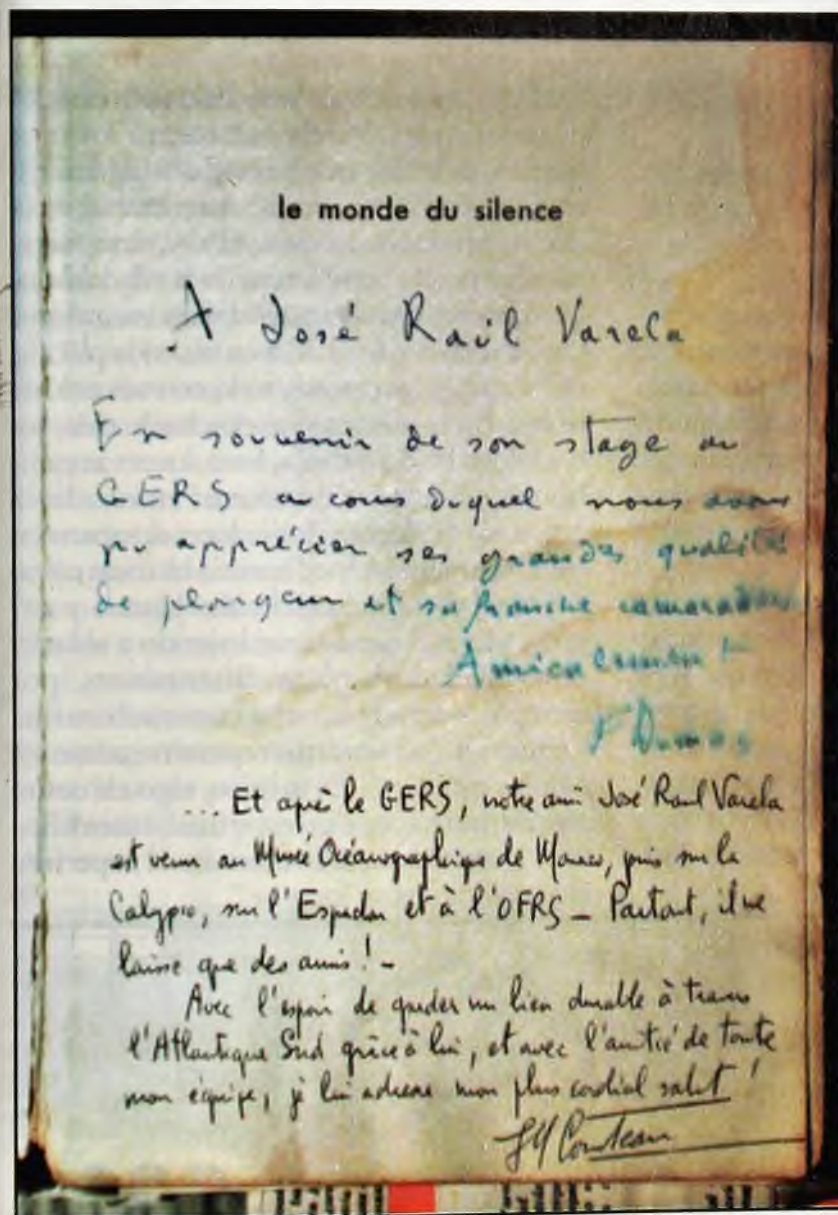 le monde du silence
A José Raúl Varela
En souvenir de son stage au
GERS au cours duquel nous avons
pu apprécier ses grandes qualités
de plongeur et sa franche camaraderie
Amicalement
F Dumas
... Et après le GERS, notre ami José Raul Varela
est venu au Musée Océanographique de Monaco, puis sur la
Calypso, sur l'Espadon et à l'OFRS _ Partout, il ne
laisse que des amis! _
Avec l'espoir de garder un lien durable à travers
l'Atlantique Sud grâce à lui, et avec l'amitié de toute
mon équipe, je lui adresse mon plus cordial salut !
JY Cousteau